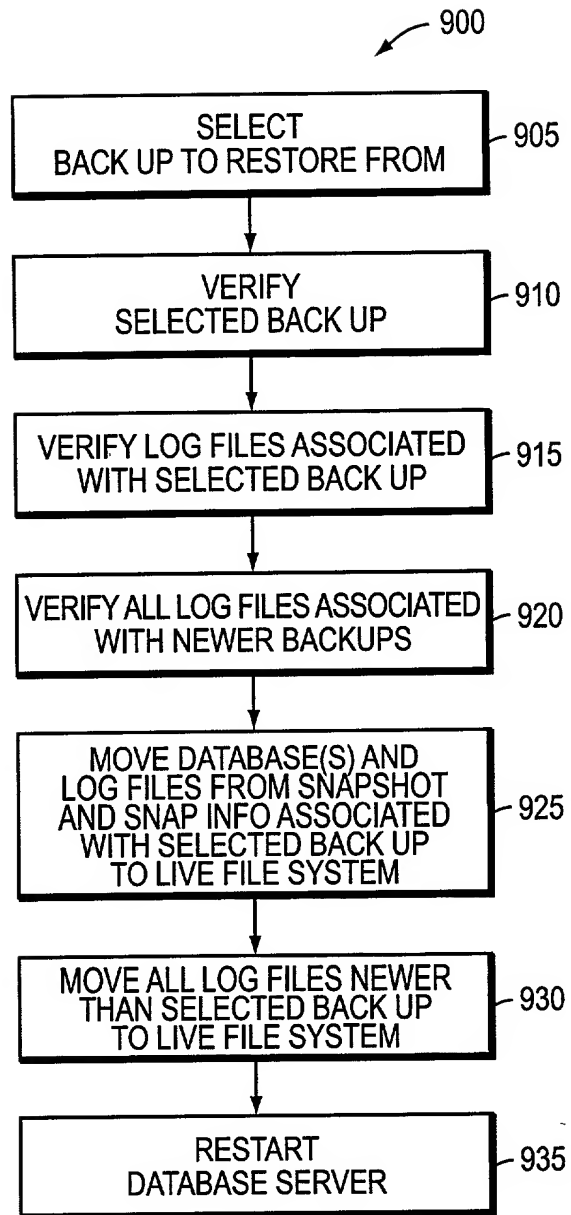 900
SELECT
BACK UP TO RESTORE FROM
905
VERIFY
SELECTED BACK UP
910
VERIFY LOG FILES ASSOCIATED
WITH SELECTED BACK UP
915
VERIFY ALL LOG FILES ASSOCIATED
WITH NEWER BACKUPS
920
MOVE DATABASE(S) AND
LOG FILES FROM SNAPSHOT
AND SNAP INFO ASSOCIATED
WITH SELECTED BACK UP
TO LIVE FILE SYSTEM
925
MOVE ALL LOG FILES NEWER
THAN SELECTED BACK UP
TO LIVE FILE SYSTEM
930
RESTART
DATABASE SERVER
935